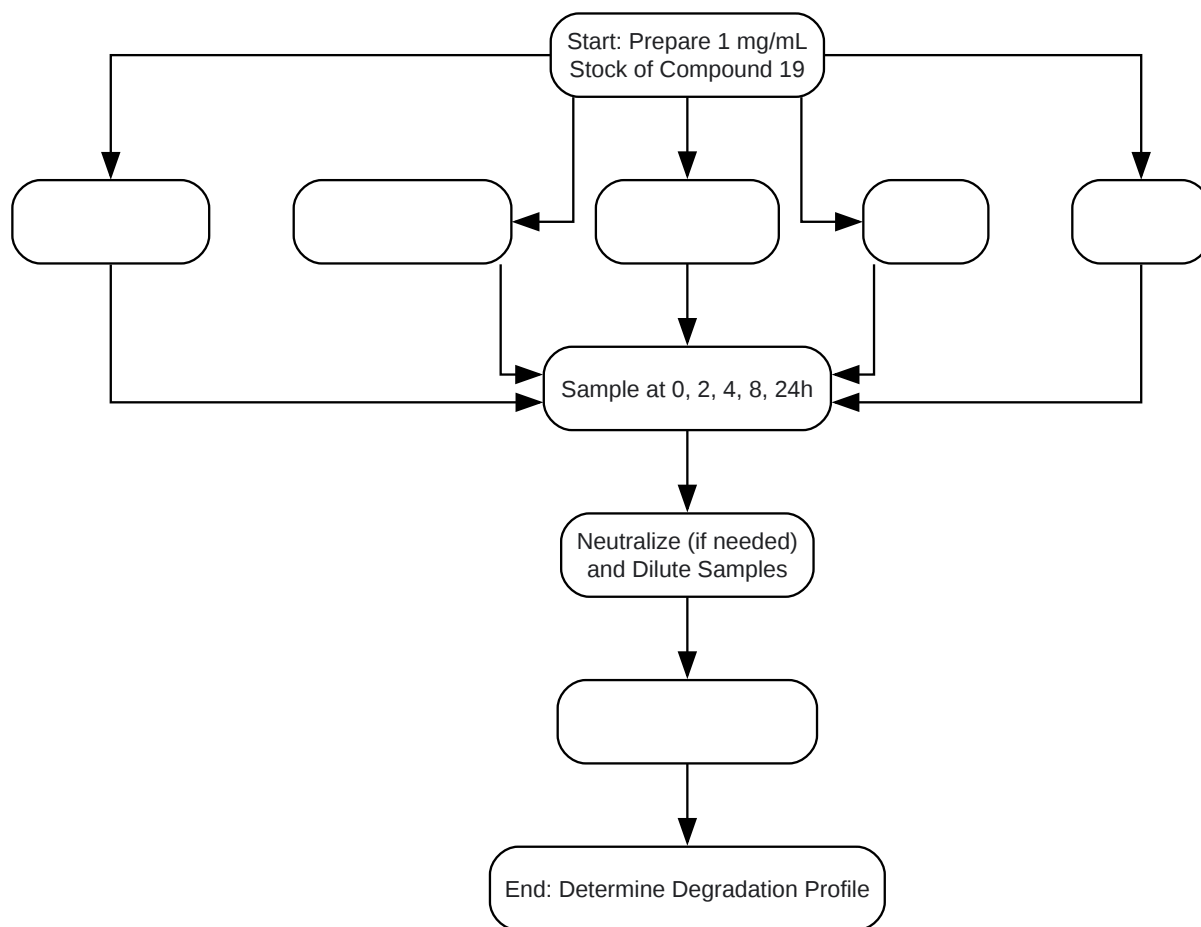 Start: Prepare 1 mg/mL
Stock of Compound 19
Sample at 0, 2, 4, 8, 24h
Neutralize (if needed)
and Dilute Samples
End: Determine Degradation Profile